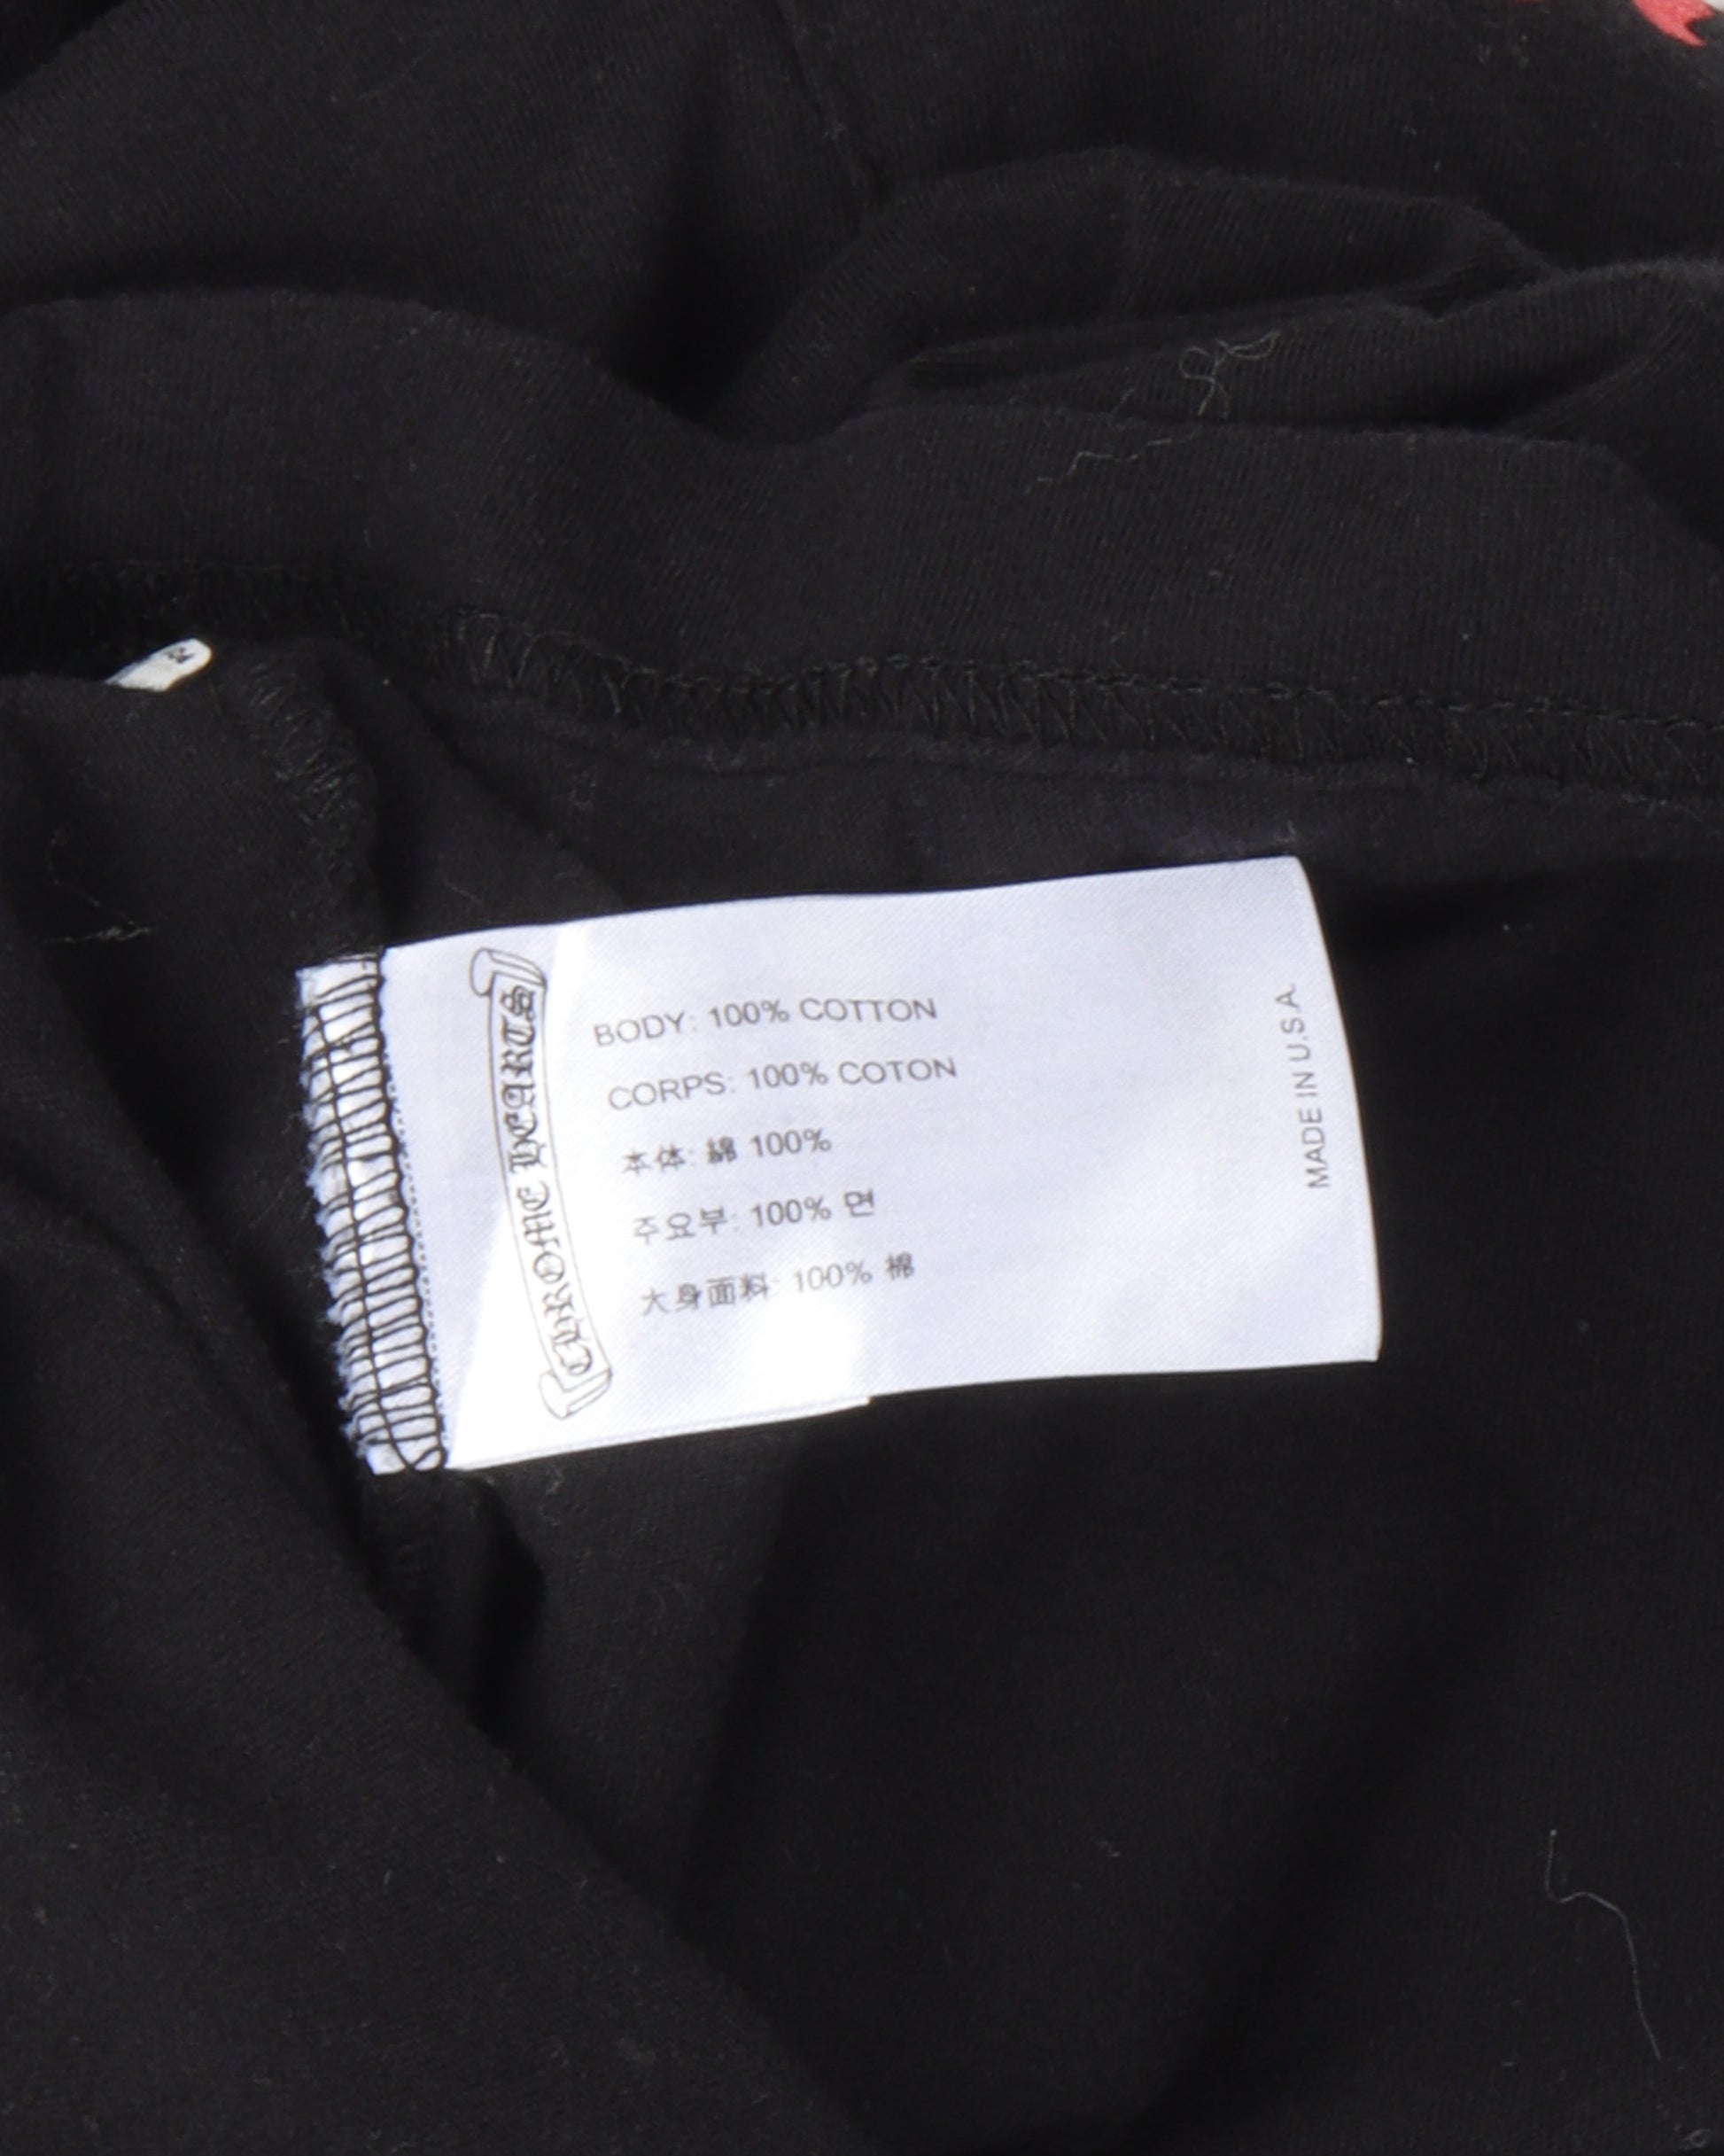 CHROME HEARTS
BODY: 100% COTTON
CORPS: 100% COTON
本体: 綿 100%
주요부: 100% 면
大身面料: 100% 棉
MADE IN U.S.A.